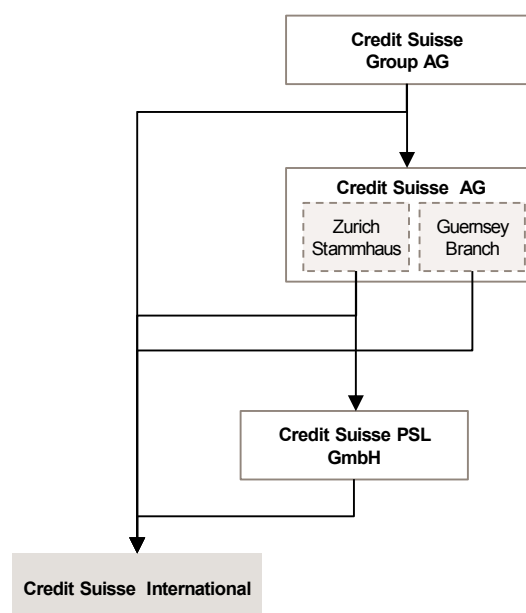 Credit Suisse
Group AG
Credit Suisse AG
Zurich
Stammhaus
Guernsey
Branch
Credit Suisse PSL
GmbH
Credit Suisse International